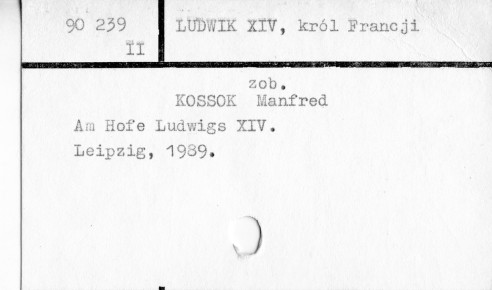 90 239
II
LUDWIK XIV, król Francji
zob.
KOSSOK Manfred
Am Hofe Ludwigs XIV.
Leipzig, 1989.